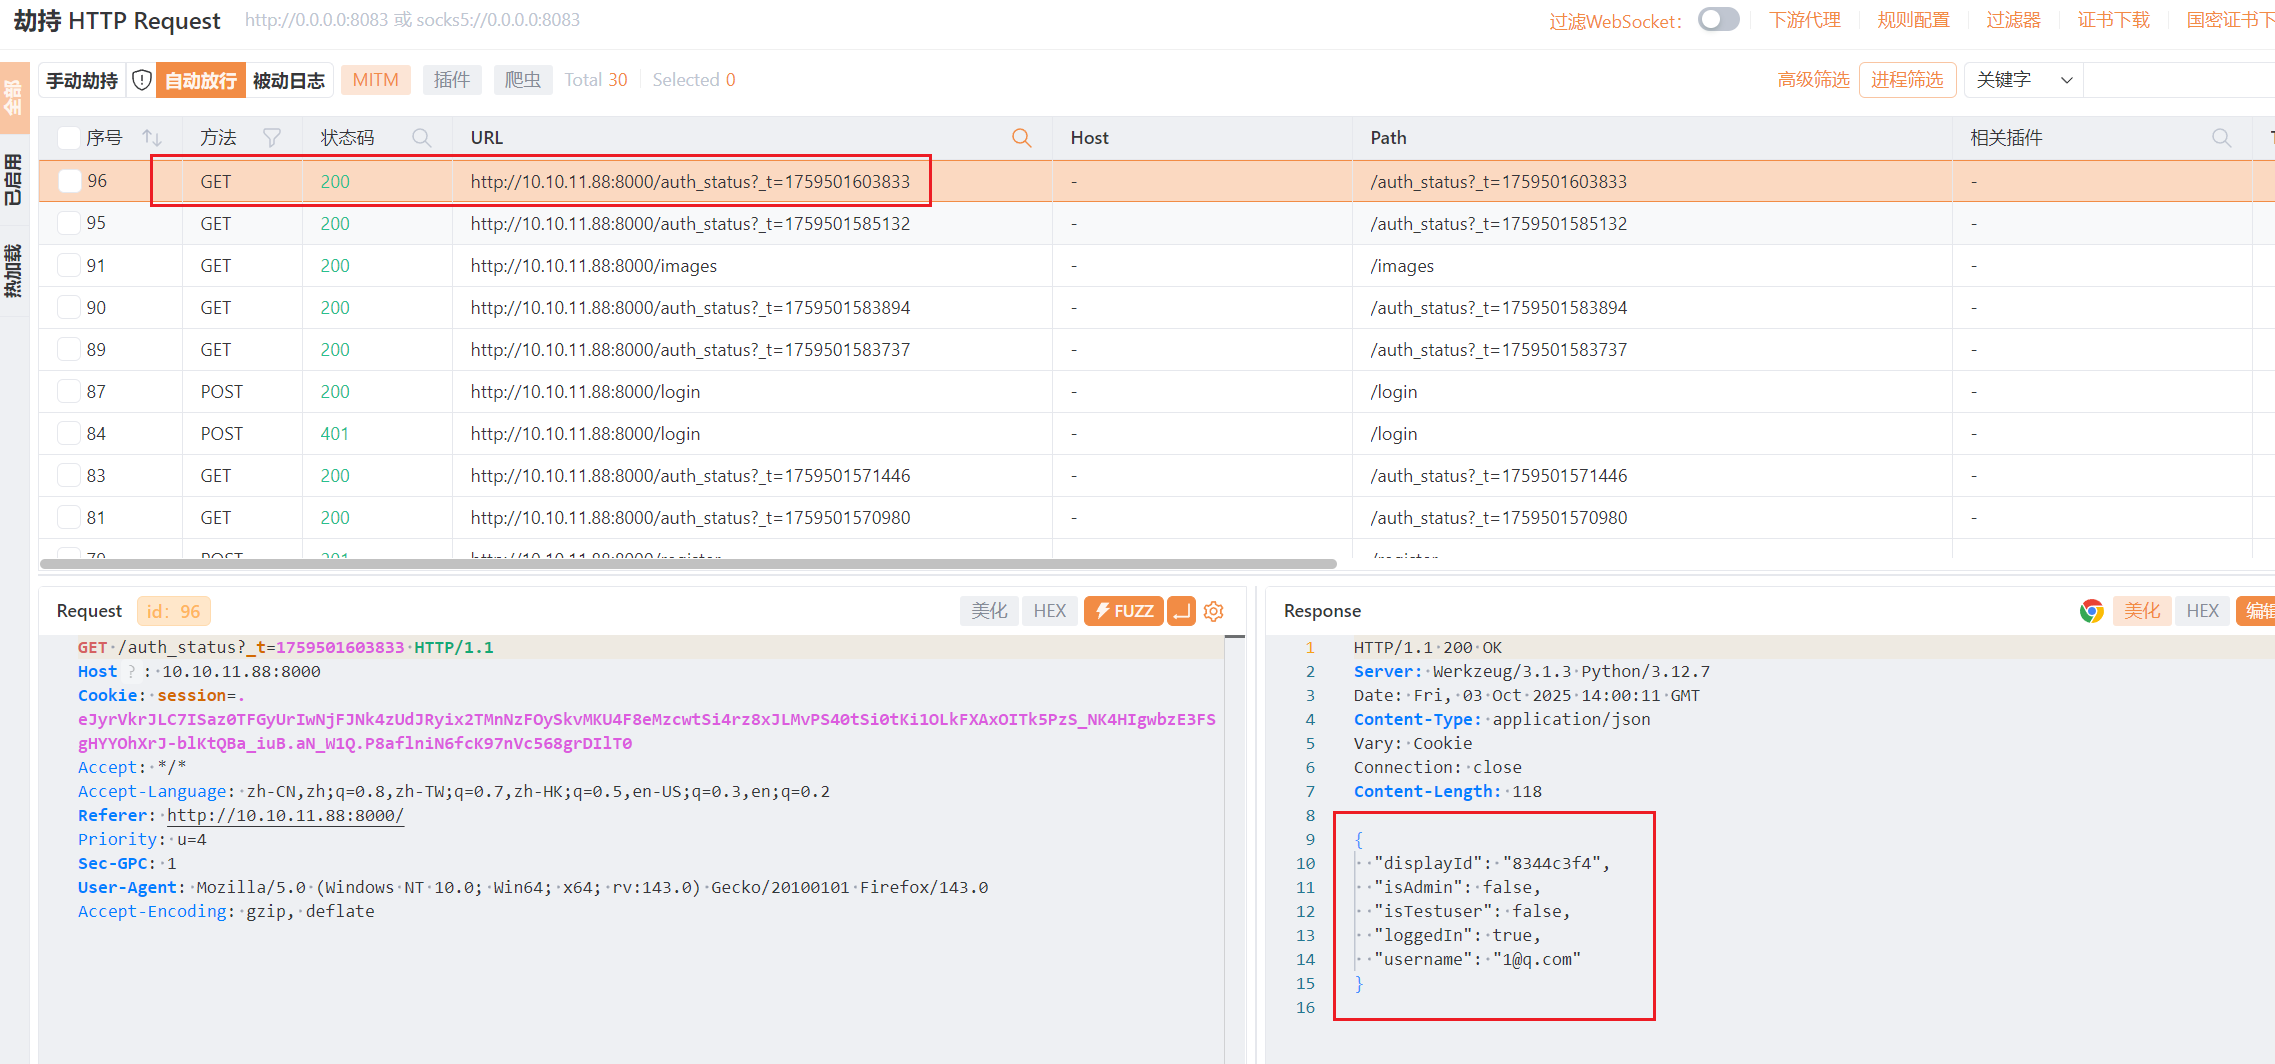 劫持 HTTP Request http://0.0.0.0:8083 或 socks5://0.0.0.0:8083 过滤WebSocket: 下游代理 规则配置 过滤器 证书下载 国密证书下
全部
已启用
热加载
手动劫持 自动放行 被动日志 MITM 插件 爬虫 Total 30 Selected 0 高级筛选 进程筛选 关键字
序号 方法 状态码 URL Host Path 相关插件
96 GET 200 http://10.10.11.88:8000/auth_status?_t=1759501603833 - /auth_status?_t=1759501603833 -
95 GET 200 http://10.10.11.88:8000/auth_status?_t=1759501585132 - /auth_status?_t=1759501585132 -
91 GET 200 http://10.10.11.88:8000/images - /images -
90 GET 200 http://10.10.11.88:8000/auth_status?_t=1759501583894 - /auth_status?_t=1759501583894 -
89 GET 200 http://10.10.11.88:8000/auth_status?_t=1759501583737 - /auth_status?_t=1759501583737 -
87 POST 200 http://10.10.11.88:8000/login - /login -
84 POST 401 http://10.10.11.88:8000/login - /login -
83 GET 200 http://10.10.11.88:8000/auth_status?_t=1759501571446 - /auth_status?_t=1759501571446 -
81 GET 200 http://10.10.11.88:8000/auth_status?_t=1759501570980 - /auth_status?_t=1759501570980 -
79 POST 201 http://10.10.11.88:8000/register - /register
Request id: 96 美化 HEX FUZZ
GET /auth_status?_t=1759501603833 HTTP/1.1
Host ? : 10.10.11.88:8000
Cookie: session=.
eJyrVkrJLC7ISaz0TFGyUrIwNjFJNk4zUdJRyix2TMnNzFOySkvMKU4F8eMzcwtSi4rz8xJLMvPS40tSi0tKi1OLkFXAxOITk5PzS_NK4HIgwbzE3FS
gHYYOhXrJ-blKtQBa_iuB.aN_W1Q.P8aflniN6fcK97nVc568grDIlT0
Accept: */*
Accept-Language: zh-CN,zh;q=0.8,zh-TW;q=0.7,zh-HK;q=0.5,en-US;q=0.3,en;q=0.2
Referer: http://10.10.11.88:8000/
Priority: u=4
Sec-GPC: 1
User-Agent: Mozilla/5.0 (Windows NT 10.0; Win64; x64; rv:143.0) Gecko/20100101 Firefox/143.0
Accept-Encoding: gzip, deflate
Response 美化 HEX 编辑
1 HTTP/1.1 200 OK
2 Server: Werkzeug/3.1.3 Python/3.12.7
3 Date: Fri, 03 Oct 2025 14:00:11 GMT
4 Content-Type: application/json
5 Vary: Cookie
6 Connection: close
7 Content-Length: 118
8
9 {
10 "displayId": "8344c3f4",
11 "isAdmin": false,
12 "isTestuser": false,
13 "loggedIn": true,
14 "username": "1@q.com"
15 }
16